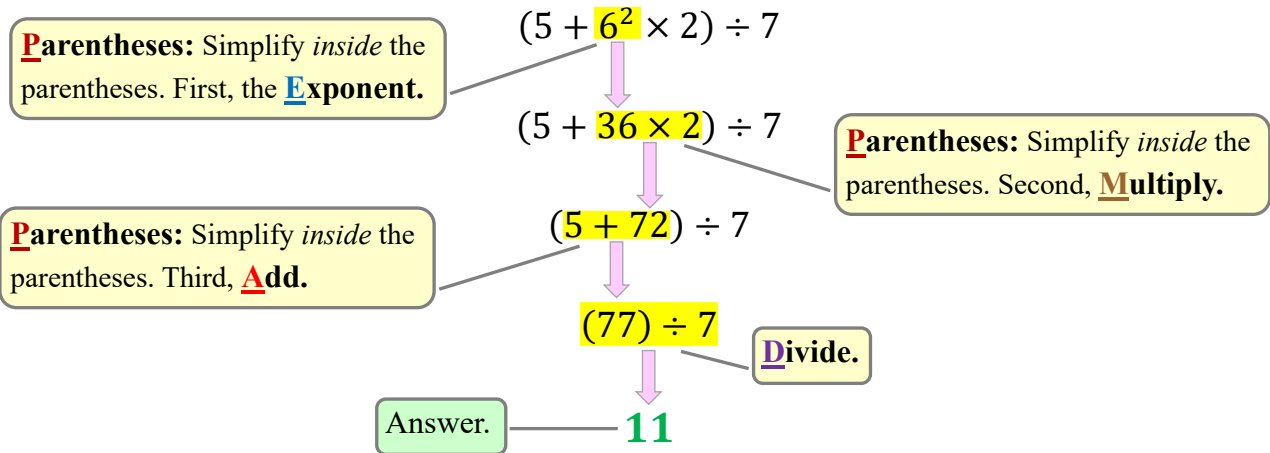 (5 + 6² × 2) ÷ 7
Parentheses: Simplify inside the
parentheses. First, the Exponent.
(5 + 36 × 2) ÷ 7
Parentheses: Simplify inside the
parentheses. Second, Multiply.
(5 + 72) ÷ 7
Parentheses: Simplify inside the
parentheses. Third, Add.
(77) ÷ 7
Divide.
Answer.
11